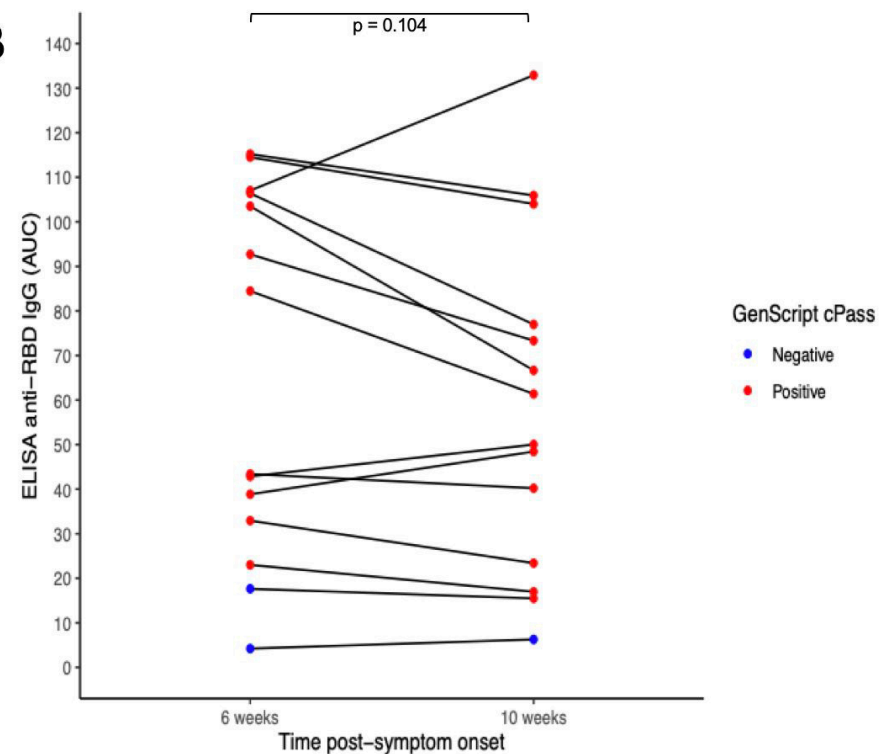 B
p = 0.104
ELISA anti−RBD IgG (AUC)
140
130
120
110
100
90
80
70
60
50
40
30
20
10
0
6 weeks
10 weeks
Time post−symptom onset
GenScript cPass
Negative
Positive